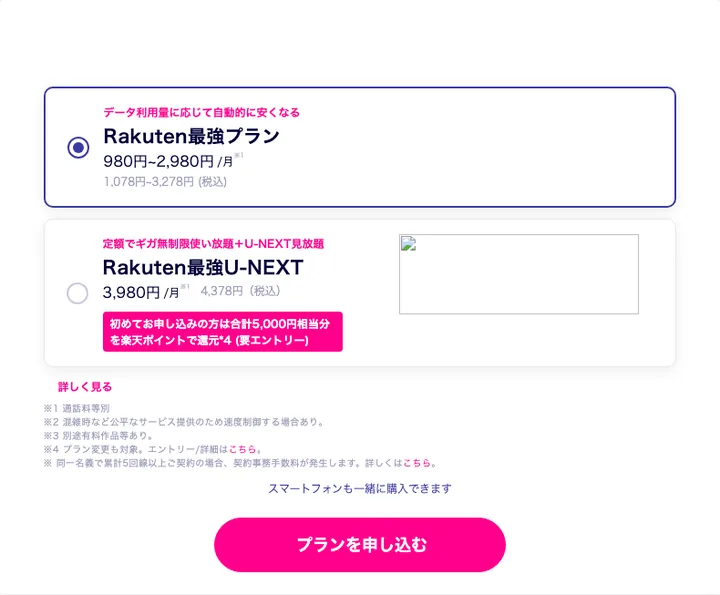 データ利用量に応じて自動的に安くなる
Rakuten最強プラン
980円~2,980円 /月※1
1,078円~3,278円 (税込)
定額でギガ無制限使い放題＋U-NEXT見放題
Rakuten最強U-NEXT
3,980円 /月※1 4,378円（税込）
初めてお申し込みの方は合計5,000円相当分
を楽天ポイントで還元*4 (要エントリー)
詳しく見る
※1 通話料等別
※2 混雑時など公平なサービス提供のため速度制御する場合あり。
※3 別途有料作品等あり。
※4 プラン変更も対象。エントリー/詳細はこちら。
※ 同一名義で累計5回線以上ご契約の場合、契約事務手数料が発生します。詳しくはこちら。
スマートフォンも一緒に購入できます
プランを申し込む